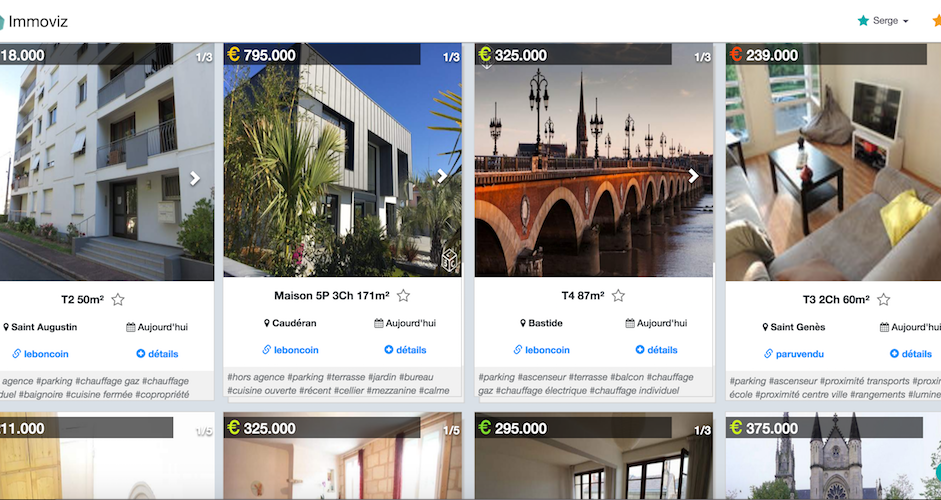 Immoviz
Serge
18.000
1/3
€ 795.000
1/3
€ 325.000
1/3
€ 239.000
T2 50m²
Saint Augustin
Aujourd'hui
leboncoin
détails
agence #parking #chauffage gaz #chauffage
duel #baignoire #cuisine fermée #copropriété
Maison 5P 3Ch 171m²
Caudéran
Aujourd'hui
leboncoin
détails
#hors agence #parking #terrasse #jardin #bureau
#cuisine ouverte #récent #cellier #mezzanine #calme
T4 87m²
Bastide
Aujourd'hui
leboncoin
détails
#parking #ascenseur #terrasse #balcon #chauffage
gaz #chauffage électrique #chauffage individuel
T3 2Ch 60m²
Saint Genès
Aujourd'hui
paruvendu
détails
#parking #ascenseur #proximité transports #proxim
école #proximité centre ville #rangements #lumine
11.000
1/5
€ 325.000
1/5
€ 295.000
1/3
€ 375.000